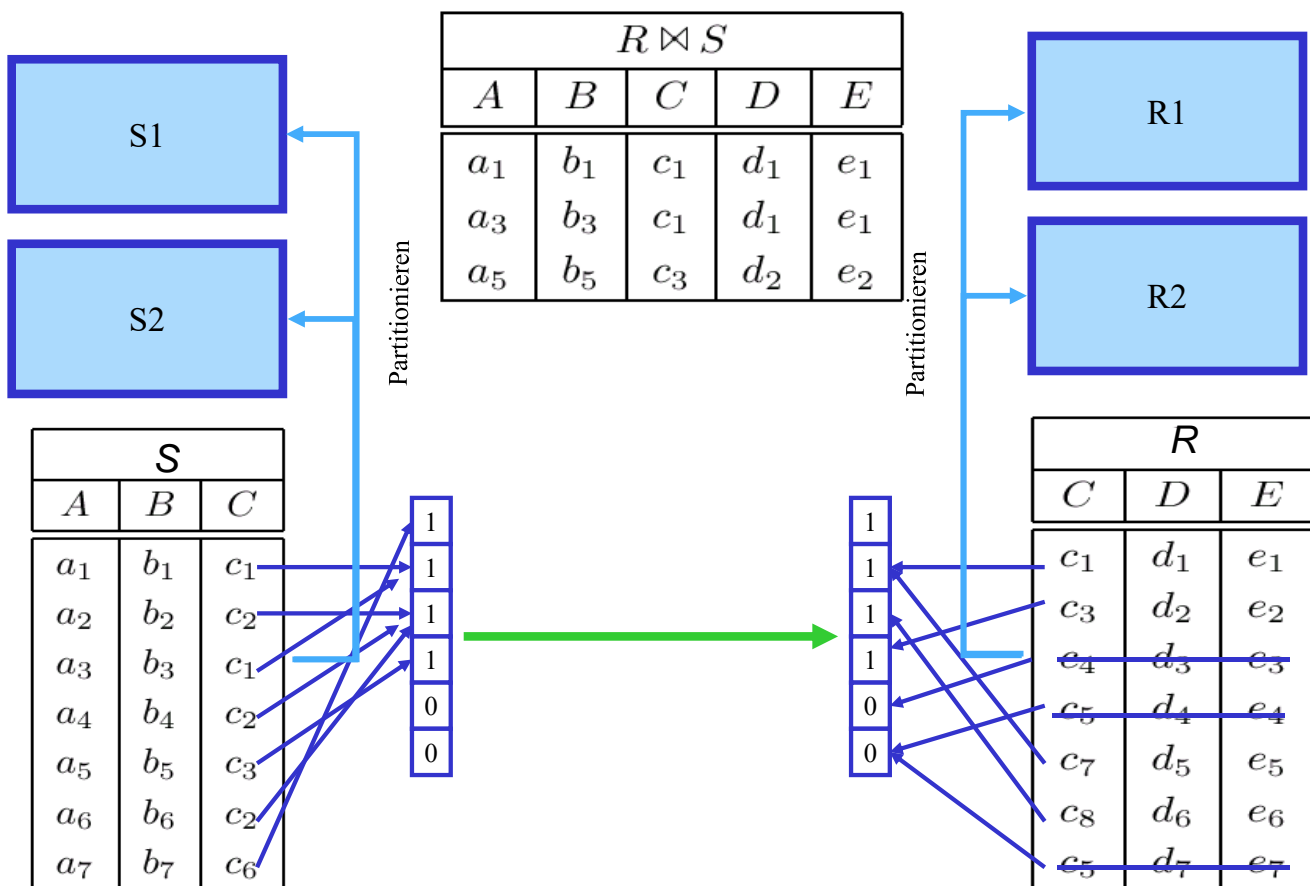 R ⋈ S
A B C D E
a₁ b₁ c₁ d₁ e₁
a₃ b₃ c₁ d₁ e₁
a₅ b₅ c₃ d₂ e₂
S1
S2
Partitionieren
Partitionieren
R1
R2
S
A B C
a₁ b₁ c₁
a₂ b₂ c₂
a₃ b₃ c₁
a₄ b₄ c₂
a₅ b₅ c₃
a₆ b₆ c₂
a₇ b₇ c₆
1
1
1
1
0
0
1
1
1
1
0
0
R
C D E
c₁ d₁ e₁
c₃ d₂ e₂
c₄ d₃ e₃
c₅ d₄ e₄
c₇ d₅ e₅
c₈ d₆ e₆
c₅ d₇ e₇